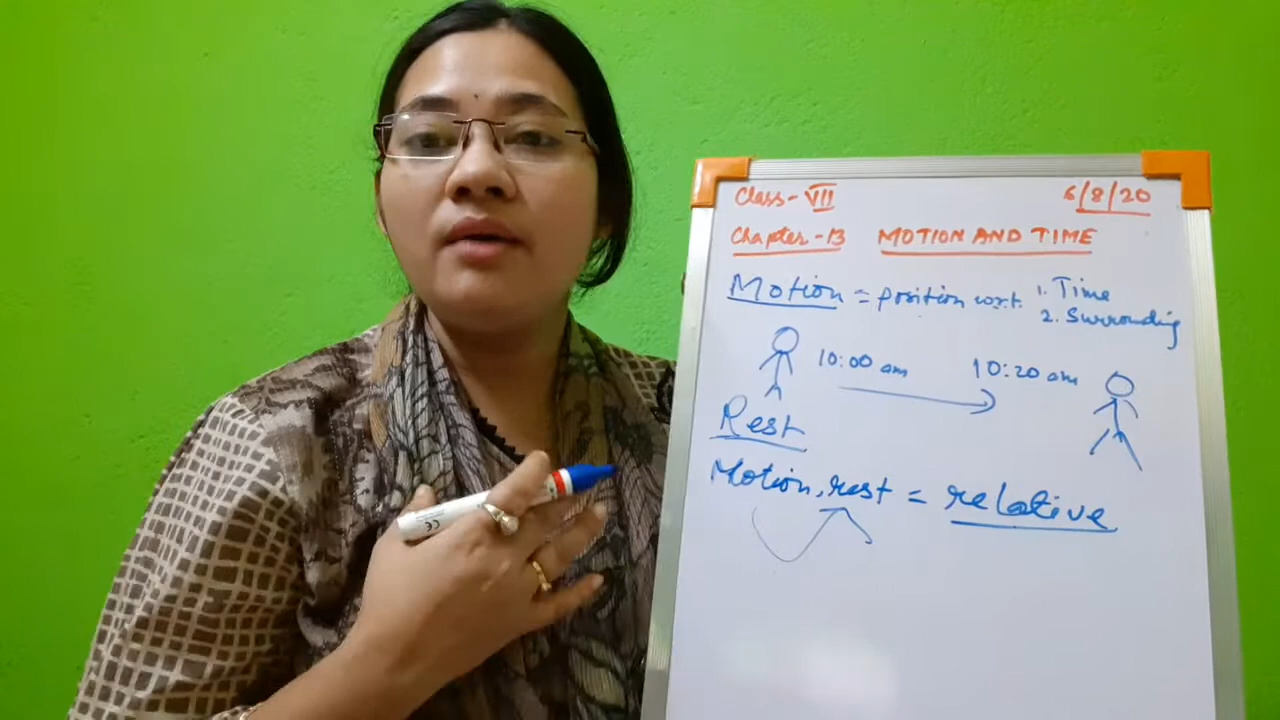 Class- VII 6/8/20
Chapter-13 MOTION AND TIME
Motion = position w.r.t. 1. Time
2. Surrounding
10:00 am 10:20 am
Rest
Motion, rest = relative
CE